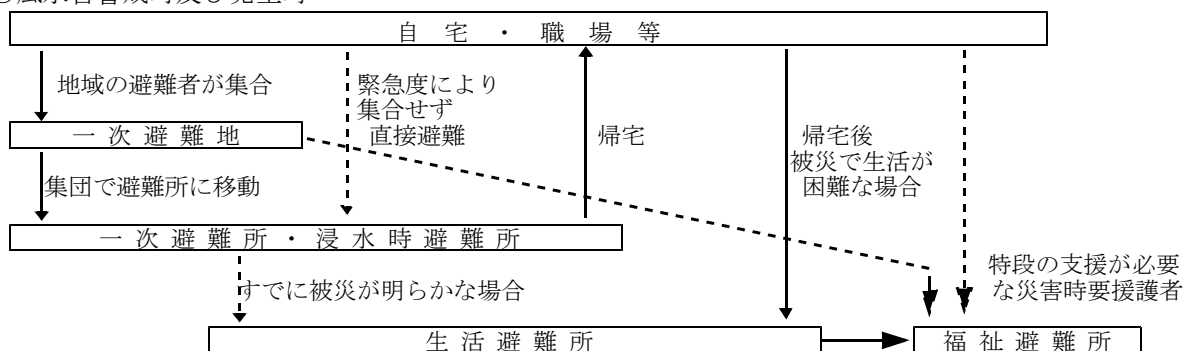 自宅・職場等
地域の避難者が集合
緊急度により
集合せず
直接避難
一次避難地
帰宅
帰宅後
被災で生活が
困難な場合
集団で避難所に移動
一次避難所・浸水時避難所
特段の支援が必要
な災害時要援護者
すでに被災が明らかな場合
生活避難所
福祉避難所